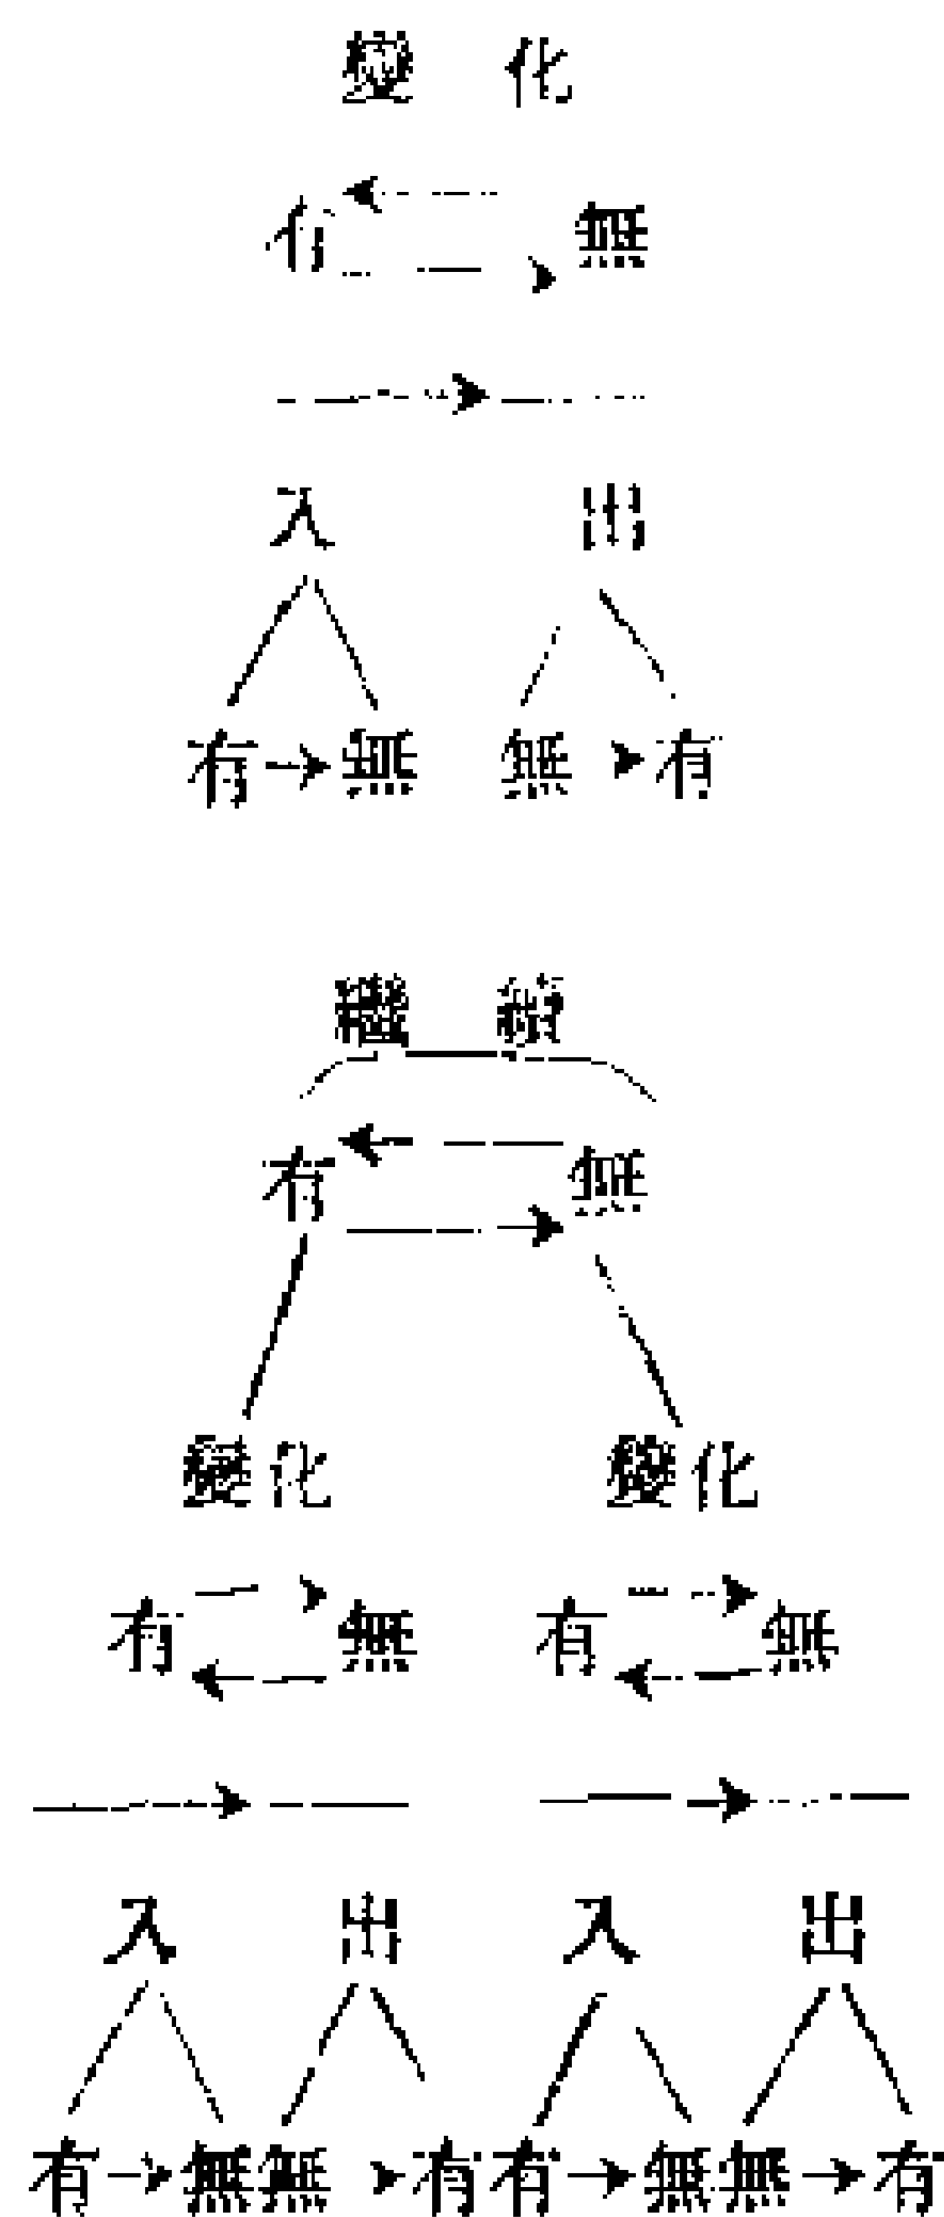 變 化
有 無
入 出
有→無 無→有
繼 續
有 無
變化 變化
有 無 有 無
入 出 入 出
有→無 無→有 有→無 無→有